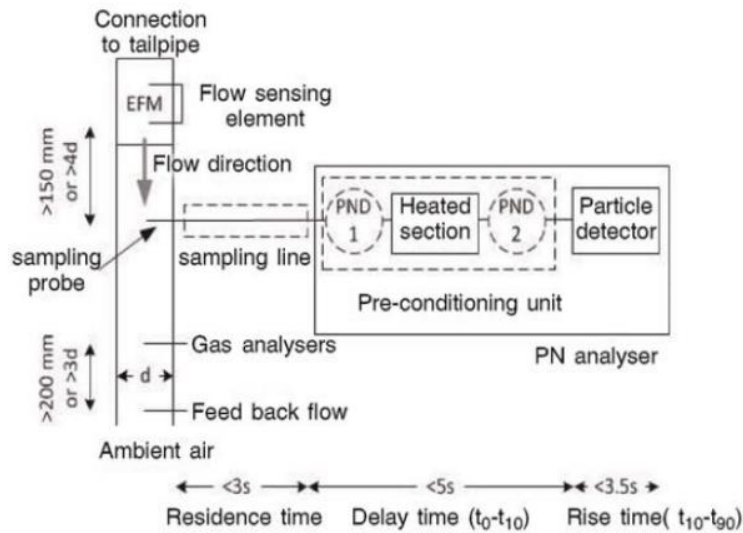 Connection
to tailpipe
EFM
Flow sensing
element
>150 mm
or >4d
Flow direction
PND
1
Heated
section
PND
2
Particle
detector
sampling
probe
sampling line
Pre-conditioning unit
PN analyser
>200 mm
or >3d
Gas analysers
d
Feed back flow
Ambient air
<3s
<5s
<3.5s
Residence time
Delay time (t₀-t₁₀)
Rise time( t₁₀-t₉₀)